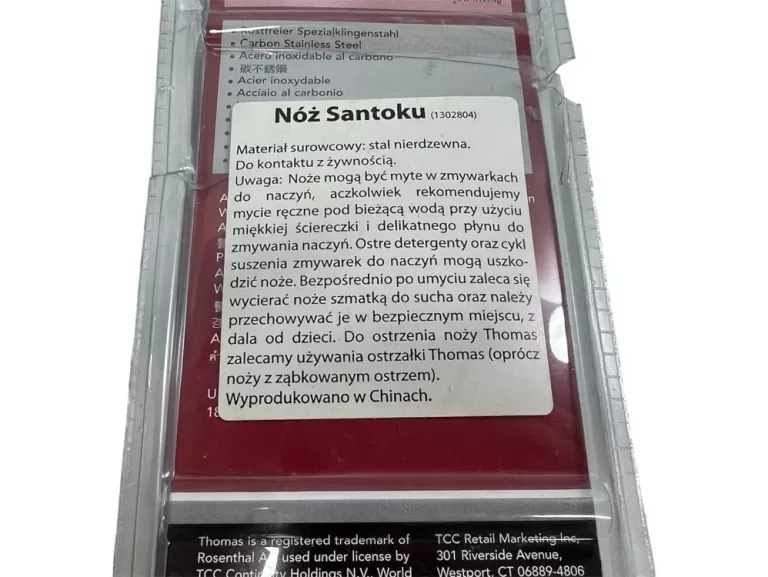 • Rostfreier Spezialklingenstahl
• Carbon Stainless Steel
• Acero inoxidable al carbono
• 碳不銹鋼
• Acier inoxydable
• Acciaio al carbonio
Nóż Santoku (1302804)
Materiał surowcowy: stal nierdzewna.
Do kontaktu z żywnością.
Uwaga: Noże mogą być myte w zmywarkach
do naczyń, aczkolwiek rekomendujemy
mycie ręczne pod bieżącą wodą przy użyciu
miękkiej ściereczki i delikatnego płynu do
zmywania naczyń. Ostre detergenty oraz cykl
suszenia zmywarek do naczyń mogą uszko-
dzić noże. Bezpośrednio po umyciu zaleca się
wycierać noże szmatką do sucha oraz należy
przechowywać je w bezpiecznym miejscu, z
dala od dzieci. Do ostrzenia noży Thomas
zalecamy używania ostrzałki Thomas (oprócz
noży z ząbkowanym ostrzem).
Wyprodukowano w Chinach.
Thomas is a registered trademark of
Rosenthal AG used under license by
TCC Continuity Holdings N.V., World
TCC Retail Marketing Inc,
301 Riverside Avenue,
Westport, CT 06889-4806